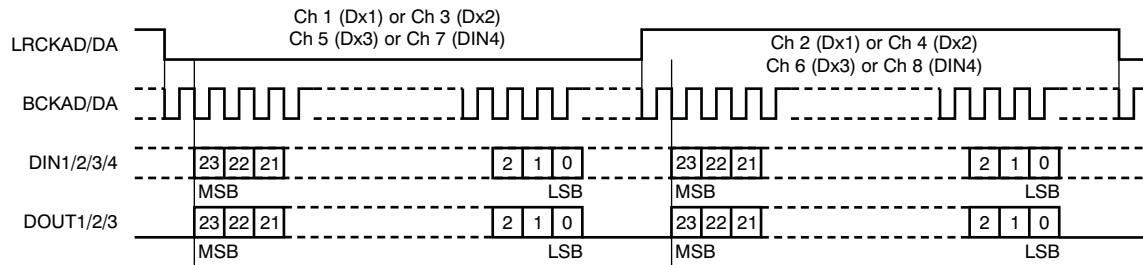 Ch 1 (Dx1) or Ch 3 (Dx2)
Ch 5 (Dx3) or Ch 7 (DIN4)
LRCKAD/DA
Ch 2 (Dx1) or Ch 4 (Dx2)
Ch 6 (Dx3) or Ch 8 (DIN4)
BCKAD/DA
DIN1/2/3/4 23 22 21 2 1 0 23 22 21 2 1 0
MSB LSB MSB LSB
DOUT1/2/3 23 22 21 2 1 0 23 22 21 2 1 0
MSB LSB MSB LSB